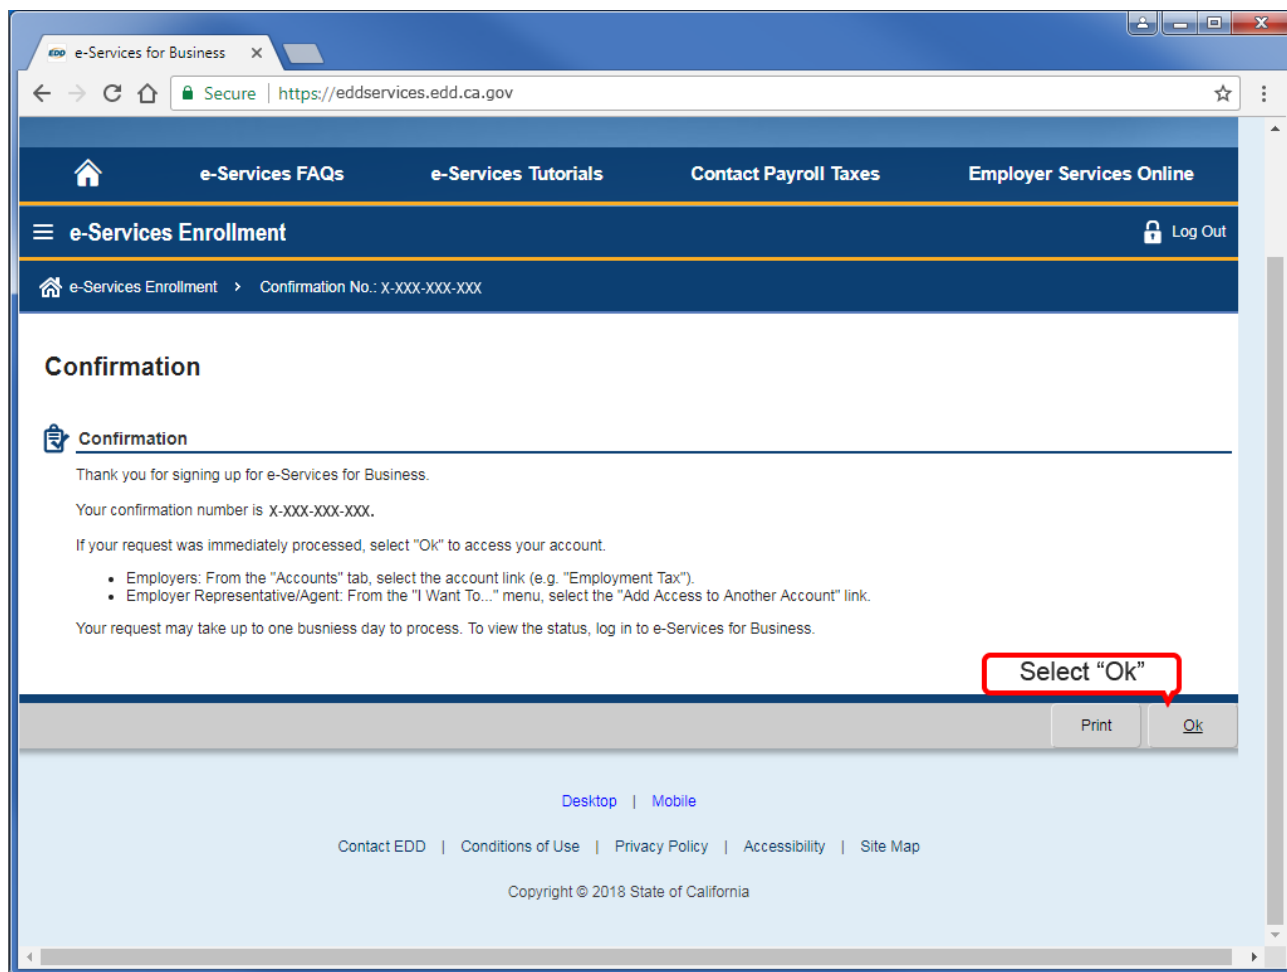 EDD e-Services for Business
Secure | https://eddservices.edd.ca.gov
e-Services FAQs e-Services Tutorials Contact Payroll Taxes Employer Services Online
e-Services Enrollment Log Out
e-Services Enrollment > Confirmation No.: X-XXX-XXX-XXX
Confirmation
Confirmation
Thank you for signing up for e-Services for Business.
Your confirmation number is X-XXX-XXX-XXX.
If your request was immediately processed, select "Ok" to access your account.
• Employers: From the "Accounts" tab, select the account link (e.g. "Employment Tax").
• Employer Representative/Agent: From the "I Want To..." menu, select the "Add Access to Another Account" link.
Your request may take up to one busniess day to process. To view the status, log in to e-Services for Business.
Select “Ok”
Print Ok
Desktop | Mobile
Contact EDD | Conditions of Use | Privacy Policy | Accessibility | Site Map
Copyright © 2018 State of California